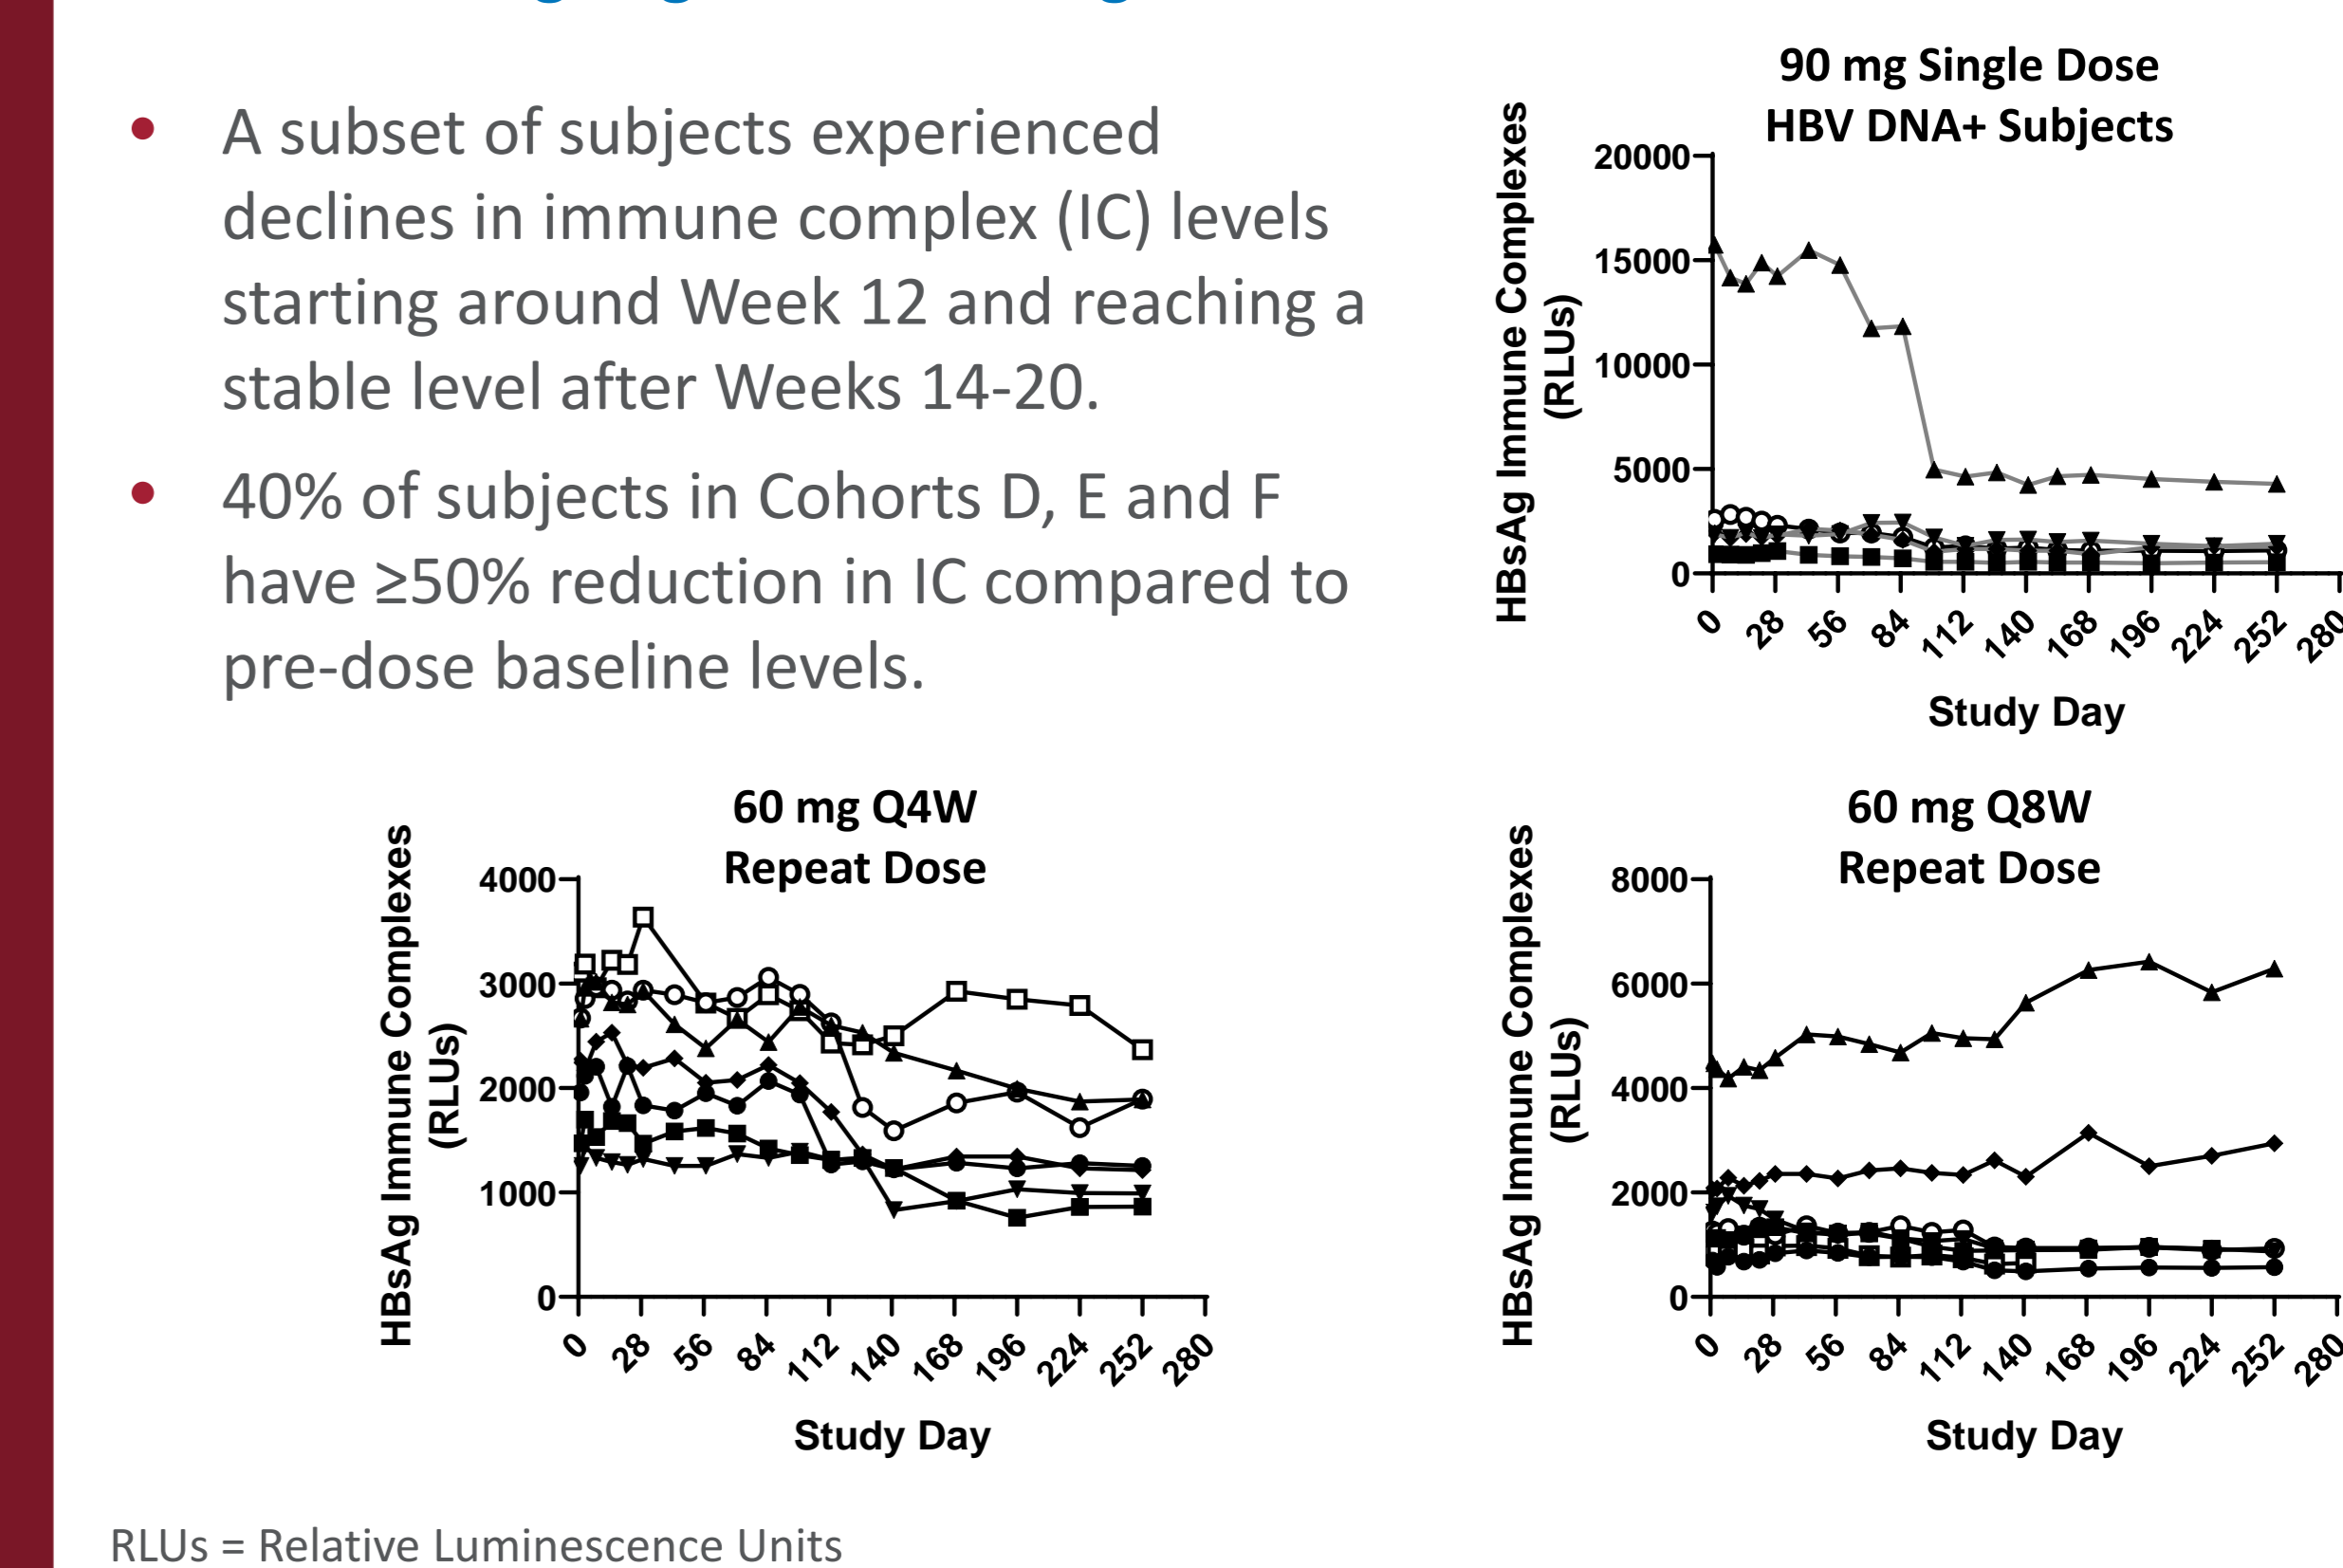 • A subset of subjects experienced
declines in immune complex (IC) levels
starting around Week 12 and reaching a
stable level after Weeks 14-20.
• 40% of subjects in Cohorts D, E and F
have ≥50% reduction in IC compared to
pre-dose baseline levels.
90 mg Single Dose
HBV DNA+ Subjects
HBsAg Immune Complexes
(RLUs)
20000
15000
10000
5000
0
0 28 56 84 112 140 168 196 224 252 280
Study Day
60 mg Q4W
Repeat Dose
HBsAg Immune Complexes
(RLUs)
4000
3000
2000
1000
0
0 28 56 84 112 140 168 196 224 252 280
Study Day
60 mg Q8W
Repeat Dose
HBsAg Immune Complexes
(RLUs)
8000
6000
4000
2000
0
0 28 56 84 112 140 168 196 224 252 280
Study Day
RLUs = Relative Luminescence Units